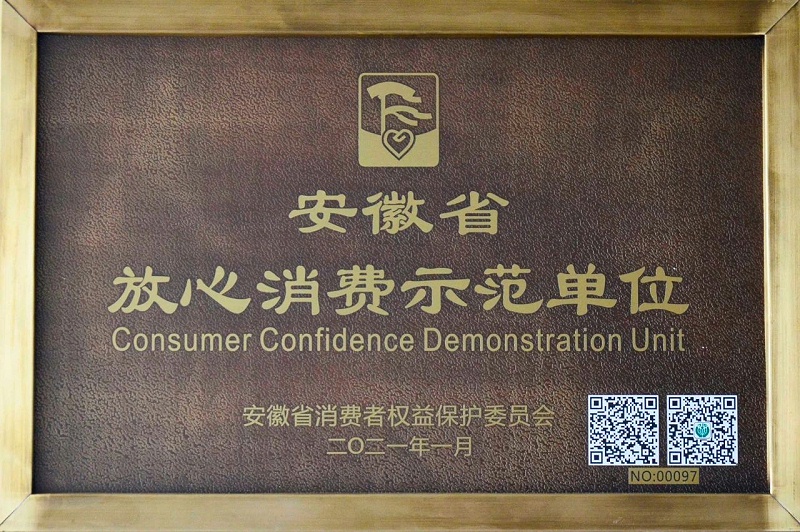 安徽省
放心消费示范单位
Consumer Confidence Demonstration Unit
安徽省消费者权益保护委员会
二〇二一年一月
NO:00097